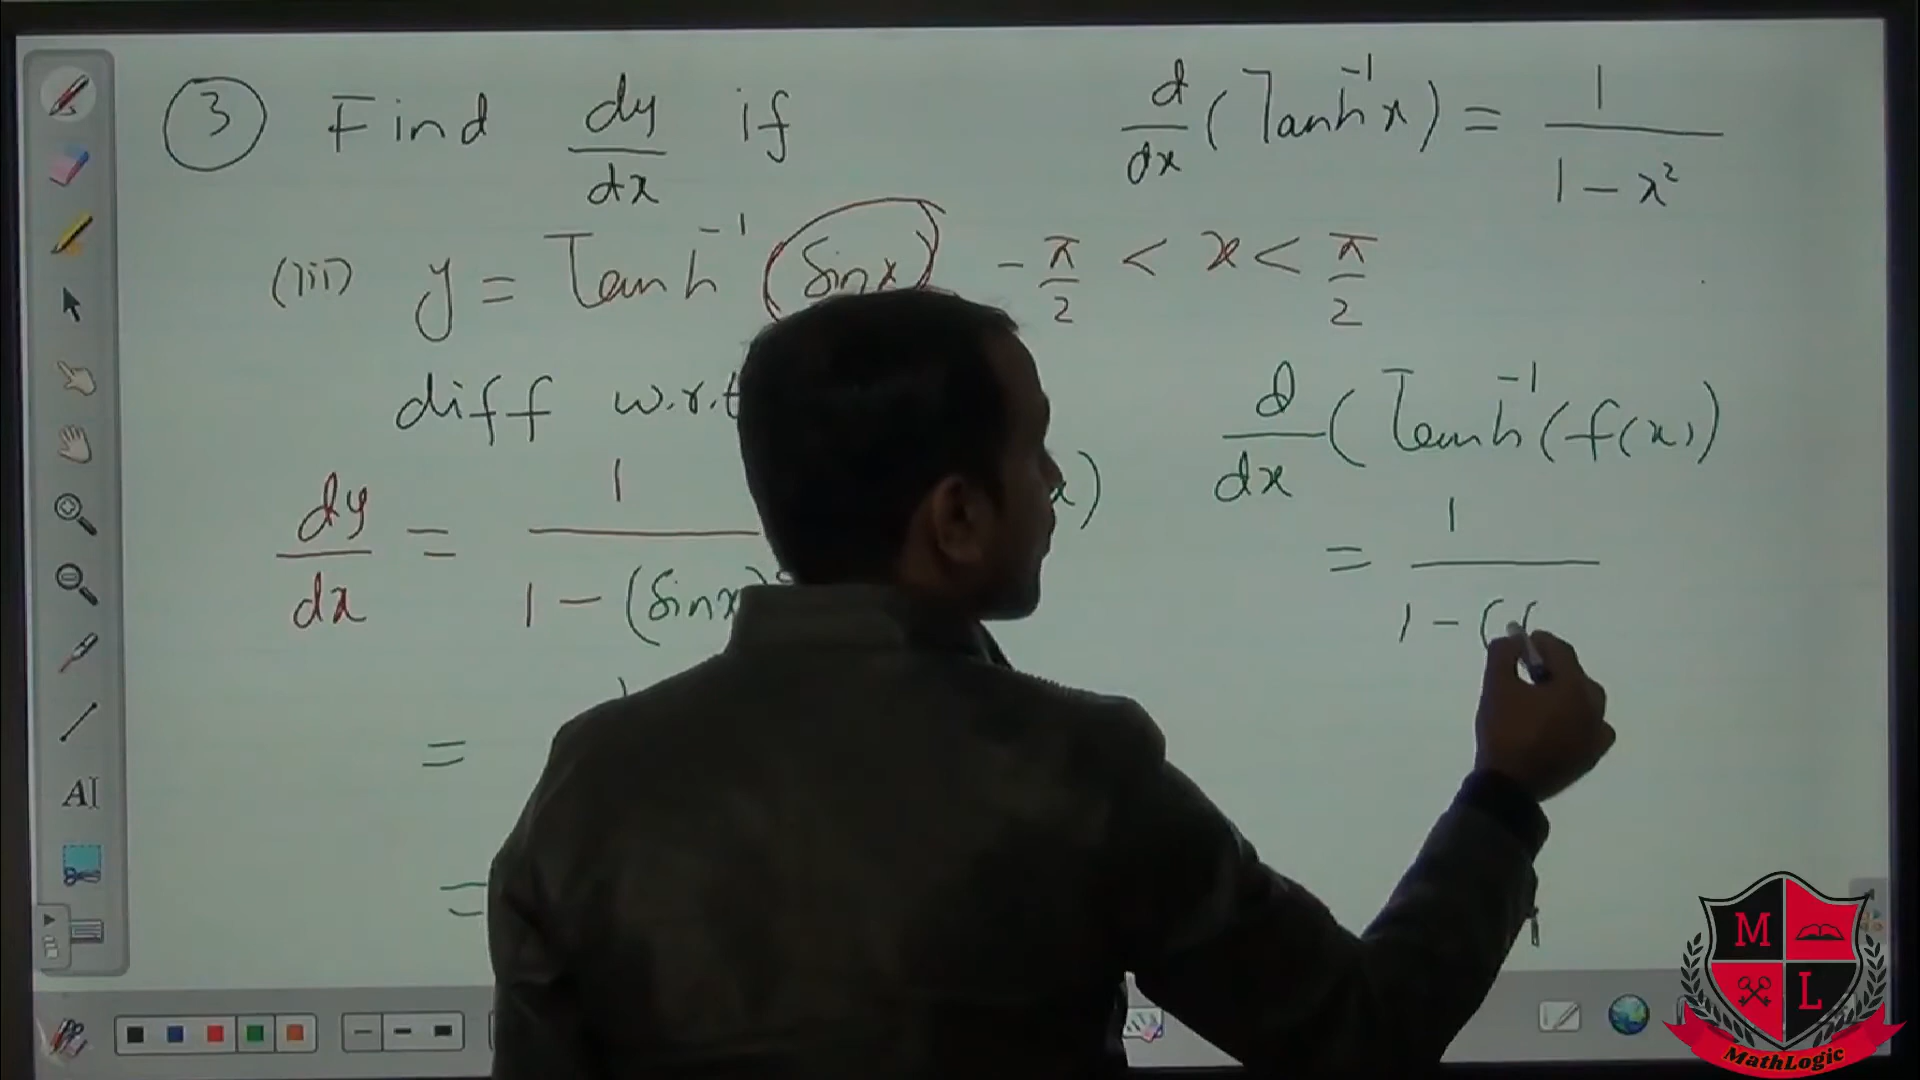 ③ Find dy/dx if
d/dx (Tanh⁻¹x) = 1/(1 - x²)
(iii) y = Tanh⁻¹(Sinx) -π/2 < x < π/2
diff w.r.t
dy/dx = 1/(1 - (Sinx) x)
=
=
d/dx (Tanh⁻¹(f(x))
= 1/(1 - ((
AI
M L
MathLogic